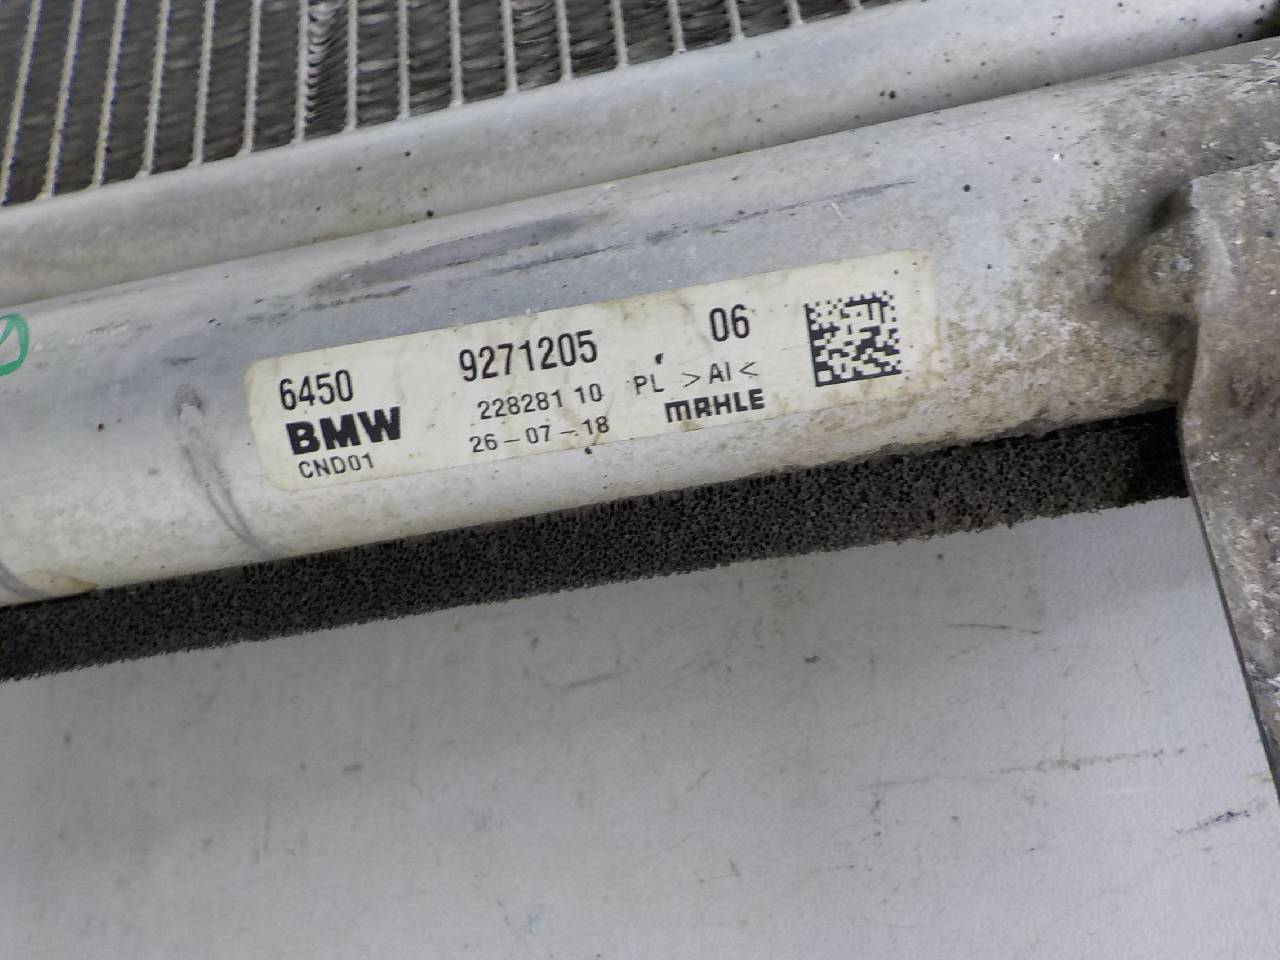 6450 9271205 06
BMW 228281 10 PL >Al<
CND01 26-07-18 MAHLE